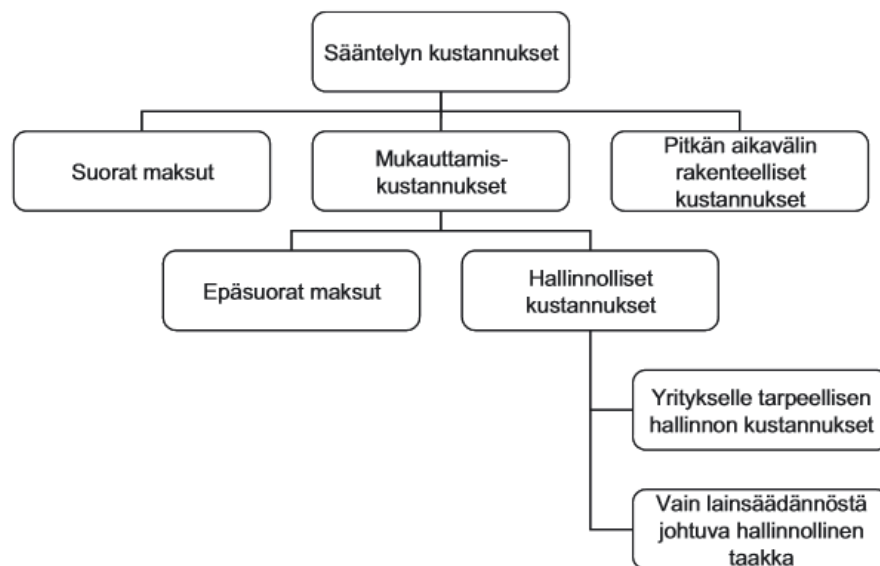 Sääntelyn kustannukset
Suorat maksut
Mukauttamis-
kustannukset
Pitkän aikavälin
rakenteelliset
kustannukset
Epäsuorat maksut
Hallinnolliset
kustannukset
Yritykselle tarpeellisen
hallinnon kustannukset
Vain lainsäädännöstä
johtuva hallinnollinen
taakka